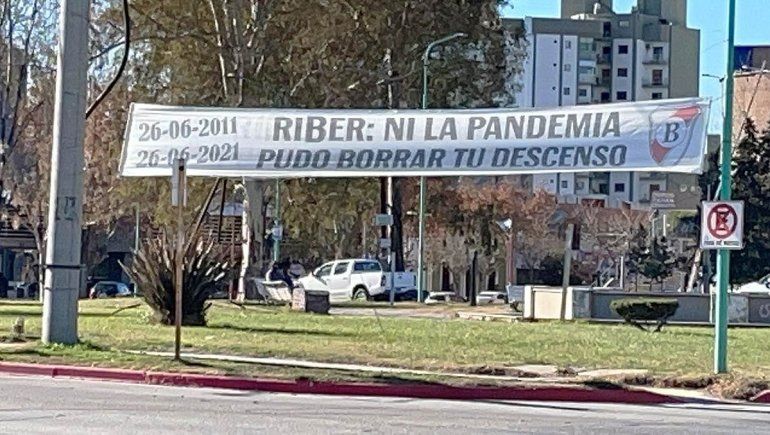 26-06-2011 RIBER: NI LA PANDEMIA
26-06-2021 PUDO BORRAR TU DESCENSO
B